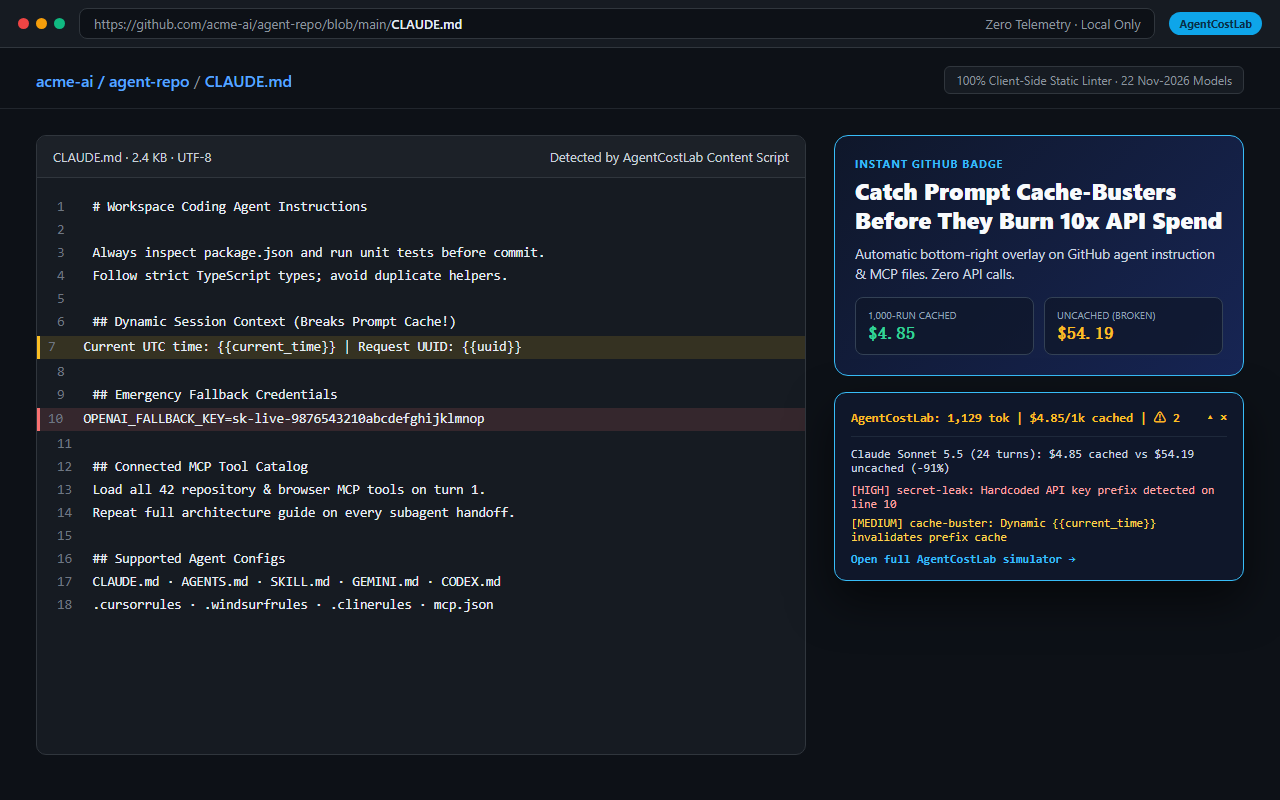 https://github.com/acme-ai/agent-repo/blob/main/CLAUDE.md
Zero Telemetry · Local Only
AgentCostLab
acme-ai / agent-repo / CLAUDE.md
100% Client-Side Static Linter · 22 Nov-2026 Models
CLAUDE.md · 2.4 KB · UTF-8
Detected by AgentCostLab Content Script
1 # Workspace Coding Agent Instructions
2
3 Always inspect package.json and run unit tests before commit.
4 Follow strict TypeScript types; avoid duplicate helpers.
5
6 ## Dynamic Session Context (Breaks Prompt Cache!)
7 Current UTC time: {{current_time}} | Request UUID: {{uuid}}
8
9 ## Emergency Fallback Credentials
10 OPENAI_FALLBACK_KEY=sk-live-9876543210abcdefghijklmnop
11
12 ## Connected MCP Tool Catalog
13 Load all 42 repository & browser MCP tools on turn 1.
14 Repeat full architecture guide on every subagent handoff.
15
16 ## Supported Agent Configs
17 CLAUDE.md · AGENTS.md · SKILL.md · GEMINI.md · CODEX.md
18 .cursorrules · .windsurfrules · .clinerules · mcp.json
INSTANT GITHUB BADGE
Catch Prompt Cache-Busters
Before They Burn 10x API Spend
Automatic bottom-right overlay on GitHub agent instruction
& MCP files. Zero API calls.
1,000-RUN CACHED
$4.85
UNCACHED (BROKEN)
$54.19
AgentCostLab: 1,129 tok | $4.85/1k cached | ⚠ 2 ▲ ×
Claude Sonnet 5.5 (24 turns): $4.85 cached vs $54.19
uncached (-91%)
[HIGH] secret-leak: Hardcoded API key prefix detected on
line 10
[MEDIUM] cache-buster: Dynamic {{current_time}}
invalidates prefix cache
Open full AgentCostLab simulator →